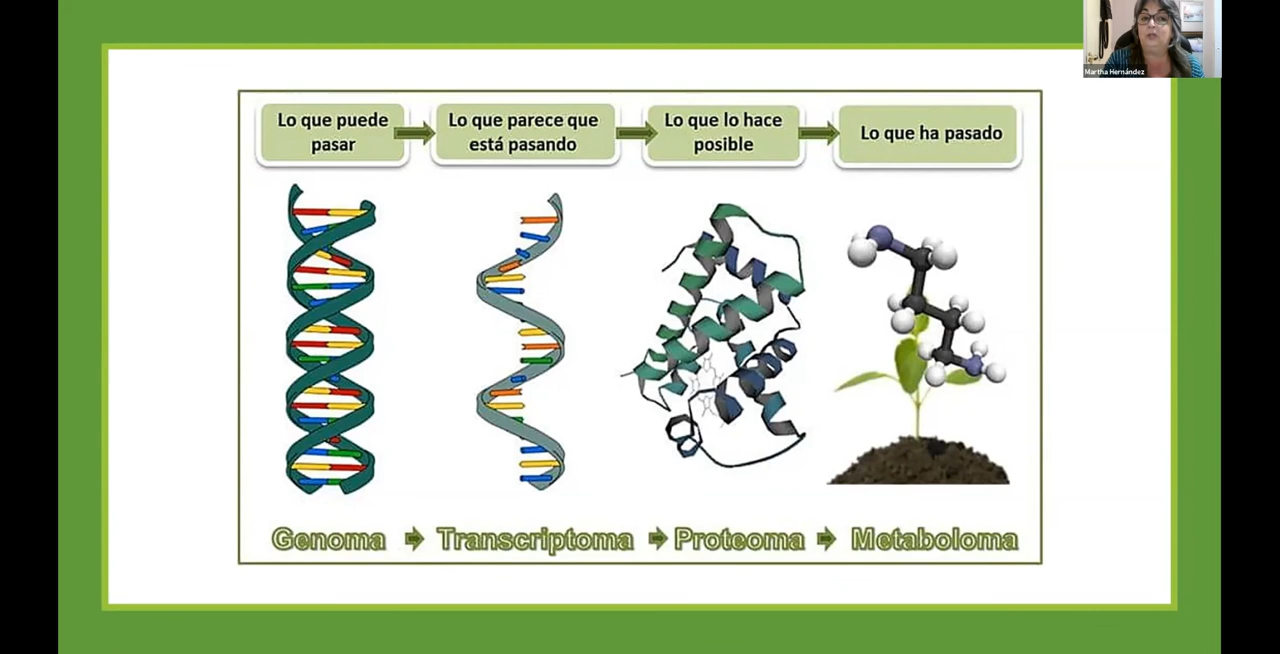 Martha Hernández
Lo que puede
pasar
Lo que parece que
está pasando
Lo que lo hace
posible
Lo que ha pasado
Genoma
Transcriptoma
Proteoma
Metaboloma